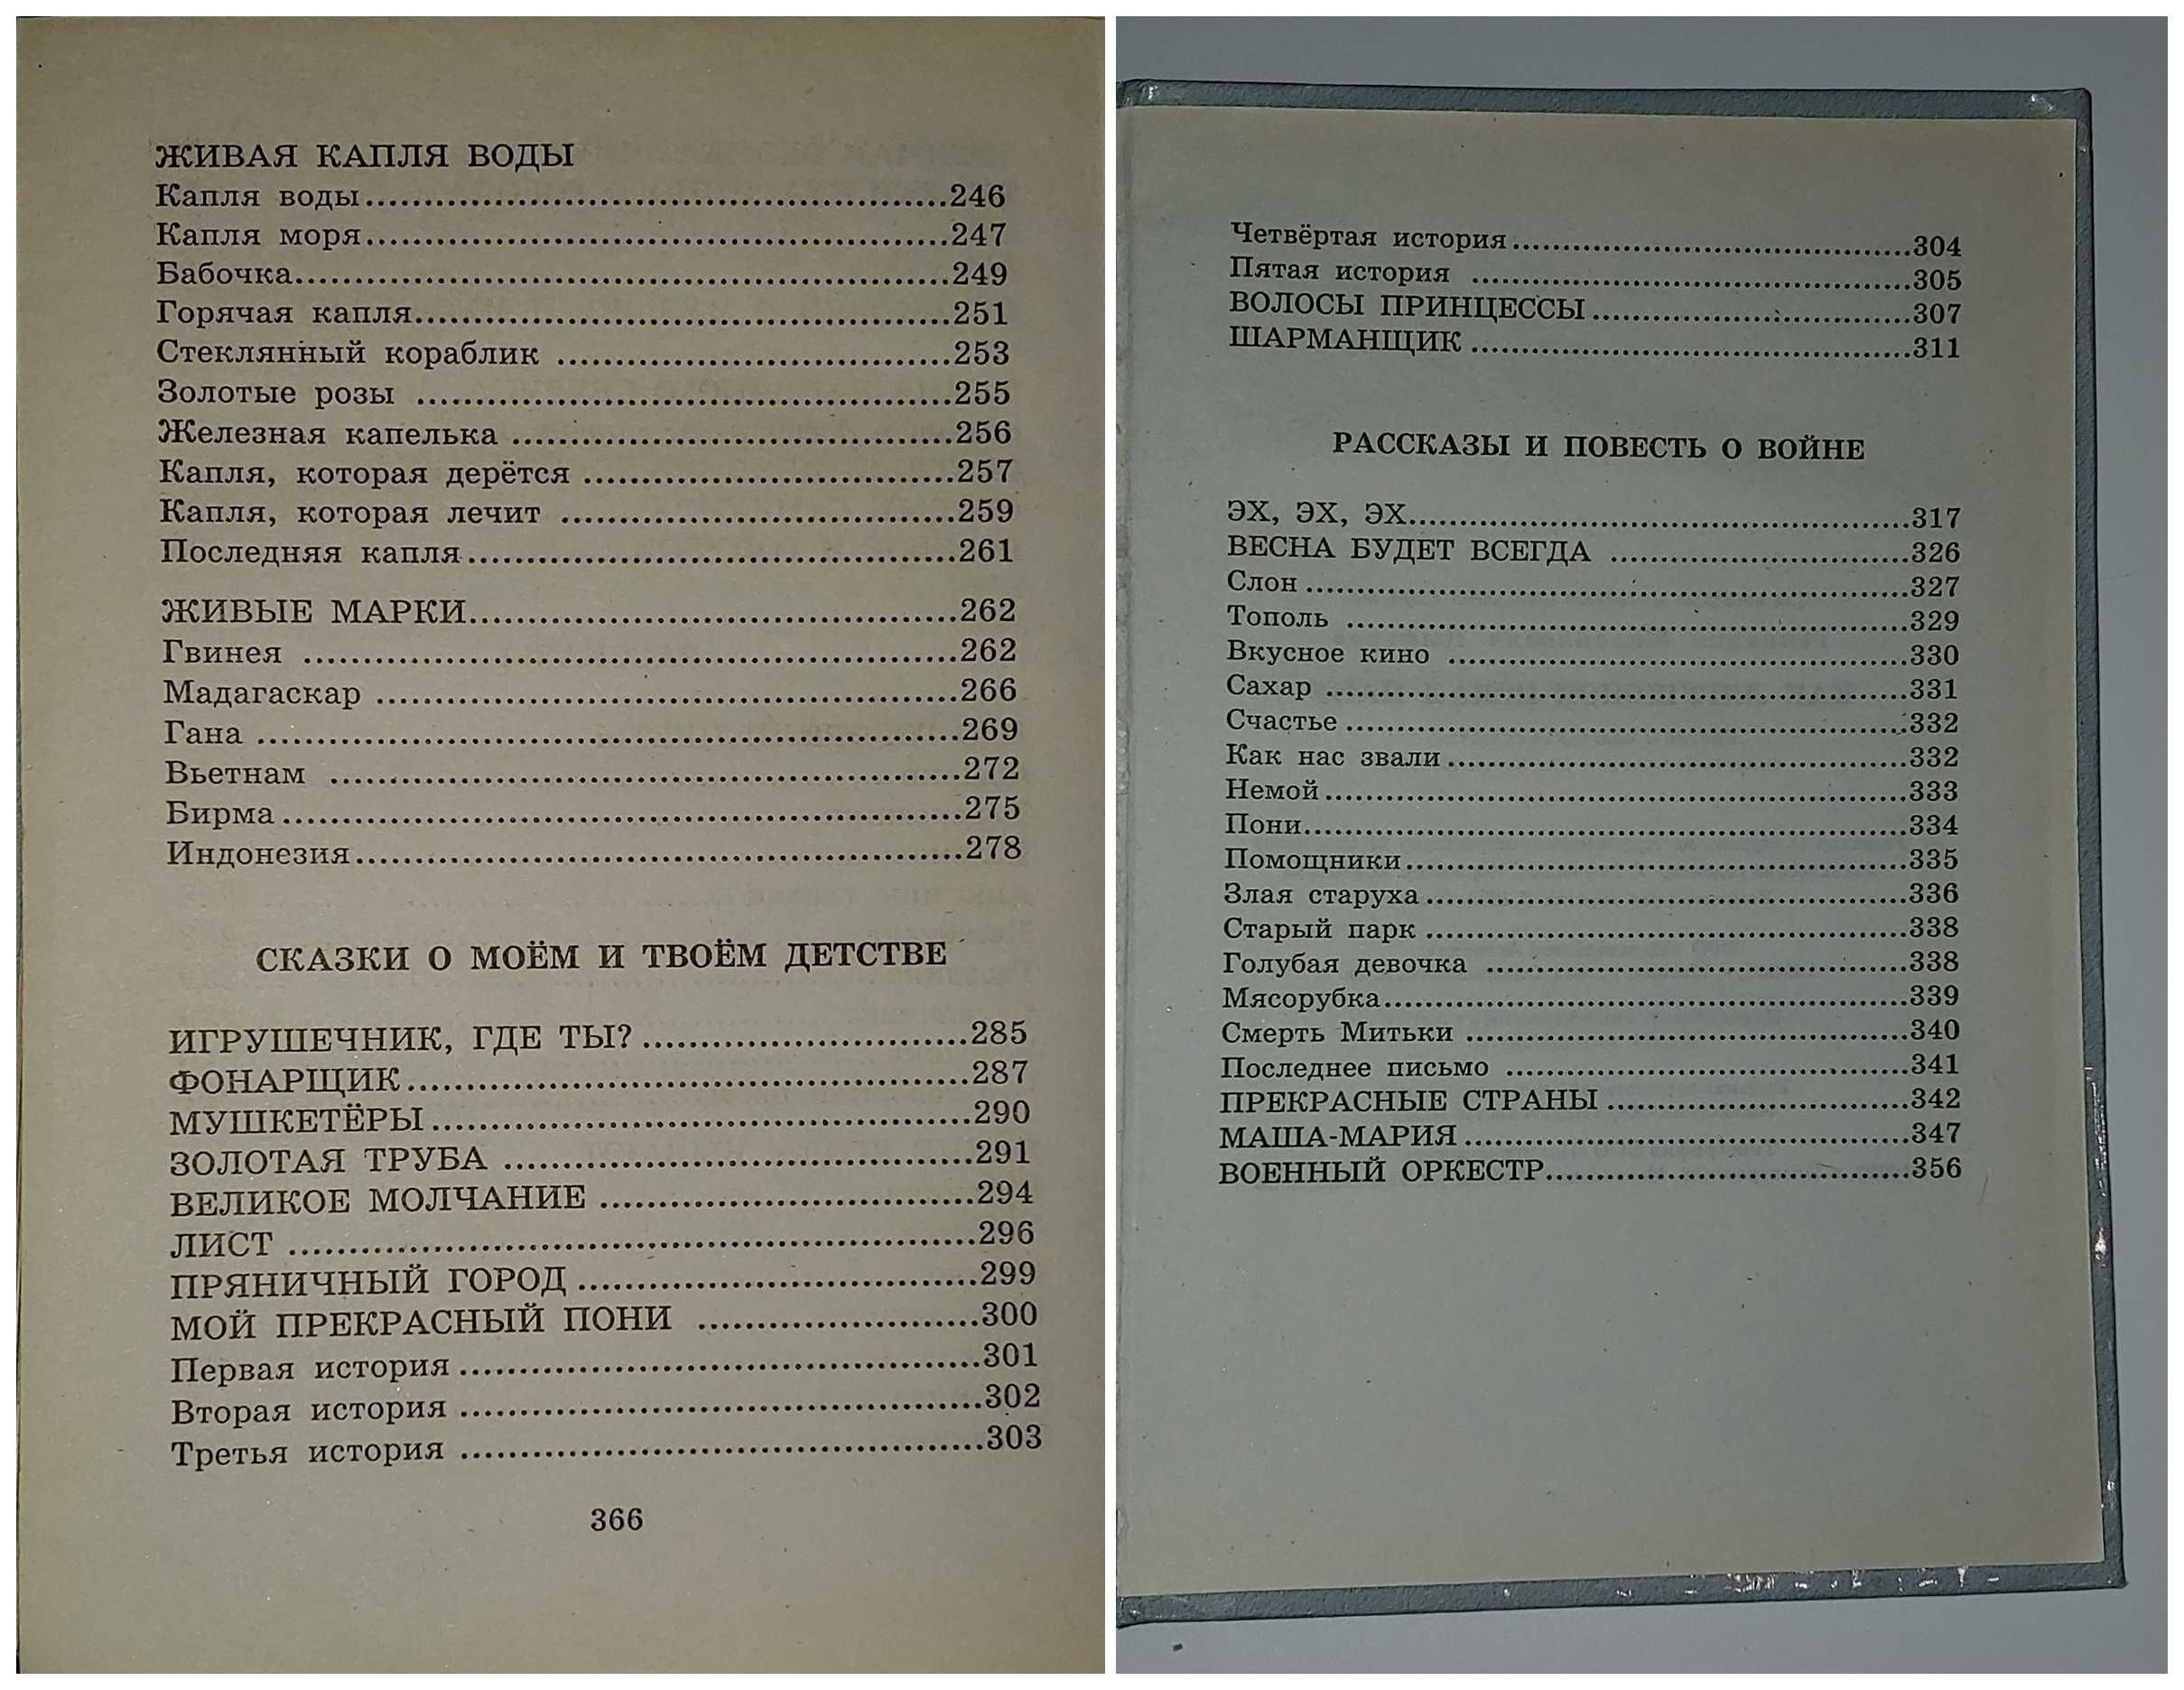 ЖИВАЯ КАПЛЯ ВОДЫ
Капля воды................................................246
Капля моря................................................247
Бабочка......................................................249
Горячая капля............................................251
Стеклянный кораблик .................................253
Золотые розы ............................................255
Железная капелька .....................................256
Капля, которая дерётся ...............................257
Капля, которая лечит .................................259
Последняя капля.........................................261
ЖИВЫЕ МАРКИ.........................................262
Гвинея ......................................................262
Мадагаскар ................................................266
Гана ..........................................................269
Вьетнам ....................................................272
Бирма........................................................275
Индонезия..................................................278
СКАЗКИ О МОЁМ И ТВОЁМ ДЕТСТВЕ
ИГРУШЕЧНИК, ГДЕ ТЫ?...........................285
ФОНАРЩИК...............................................287
МУШКЕТЁРЫ.............................................290
ЗОЛОТАЯ ТРУБА .......................................291
ВЕЛИКОЕ МОЛЧАНИЕ ...............................294
ЛИСТ .........................................................296
ПРЯНИЧНЫЙ ГОРОД.................................299
МОЙ ПРЕКРАСНЫЙ ПОНИ .......................300
Первая история...........................................301
Вторая история ...........................................302
Третья история ...........................................303
366
Четвёртая история.......................................304
Пятая история ...........................................305
ВОЛОСЫ ПРИНЦЕССЫ................................307
ШАРМАНЩИК............................................311
РАССКАЗЫ И ПОВЕСТЬ О ВОЙНЕ
ЭХ, ЭХ, ЭХ..................................................317
ВЕСНА БУДЕТ ВСЕГДА ..............................326
Слон...........................................................327
Тополь .......................................................329
Вкусное кино .............................................330
Сахар .........................................................331
Счастье.......................................................332
Как нас звали.............................................332
Немой.........................................................333
Пони...........................................................334
Помощники.................................................335
Злая старуха...............................................336
Старый парк...............................................338
Голубая девочка .........................................338
Мясорубка...................................................339
Смерть Митьки ...........................................340
Последнее письмо .......................................341
ПРЕКРАСНЫЕ СТРАНЫ..............................342
МАША-МАРИЯ............................................347
ВОЕННЫЙ ОРКЕСТР....................................356